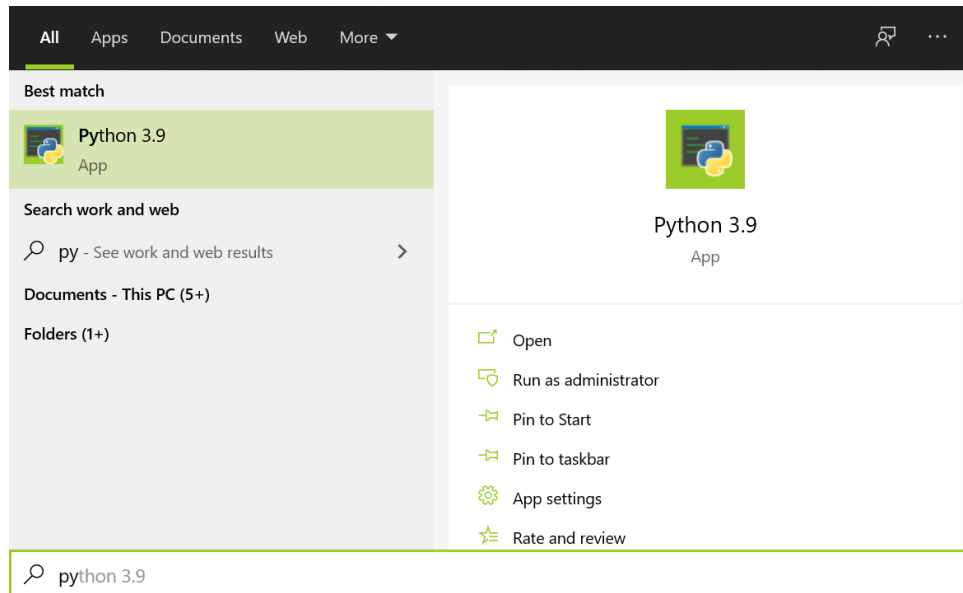 All Apps Documents Web More
Best match
Python 3.9
App
Search work and web
py - See work and web results
Documents - This PC (5+)
Folders (1+)
Python 3.9
App
Open
Run as administrator
Pin to Start
Pin to taskbar
App settings
Rate and review
python 3.9